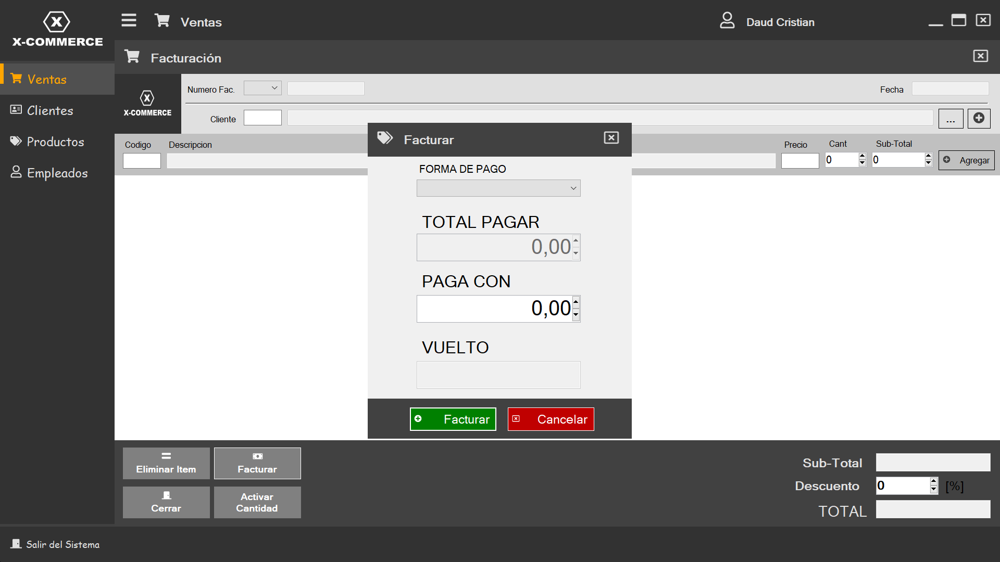 X
X-COMMERCE
Ventas
Daud Cristian
Facturación
Ventas
Clientes
Productos
Empleados
X
X-COMMERCE
Numero Fac.
Fecha
Cliente
...
Codigo
Descripcion
Precio
Cant
Sub-Total
0
0
Agregar
Facturar
FORMA DE PAGO
TOTAL PAGAR
0,00
PAGA CON
0,00
VUELTO
Facturar
Cancelar
Eliminar Item
Facturar
Cerrar
Activar
Cantidad
Sub-Total
Descuento
0
[%]
TOTAL
Salir del Sistema